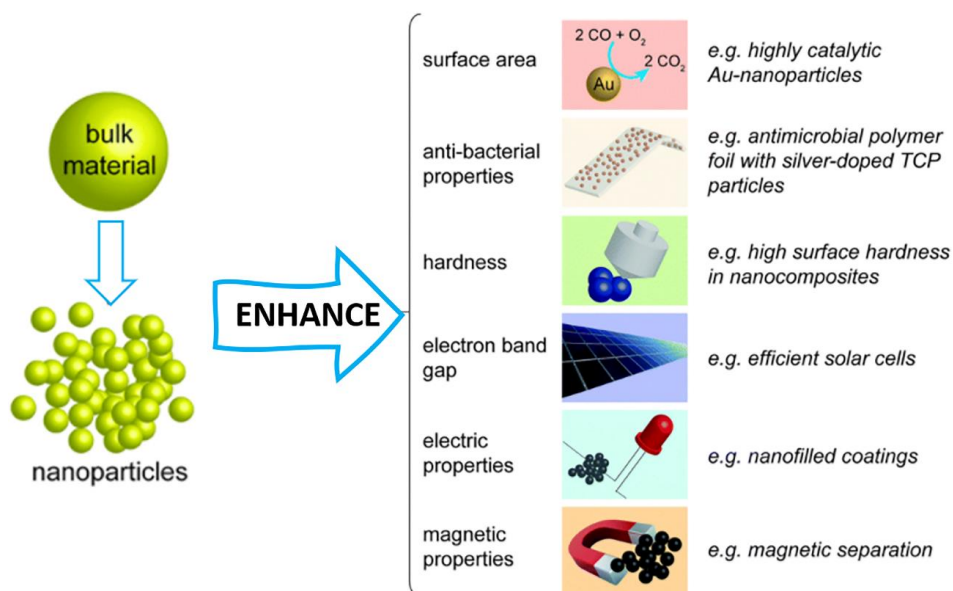 bulk
material
nanoparticles
ENHANCE
surface area
2 CO + O₂
2 CO₂
Au
e.g. highly catalytic
Au-nanoparticles
anti-bacterial
properties
e.g. antimicrobial polymer
foil with silver-doped TCP
particles
hardness
e.g. high surface hardness
in nanocomposites
electron band
gap
e.g. efficient solar cells
electric
properties
e.g. nanofilled coatings
magnetic
properties
e.g. magnetic separation